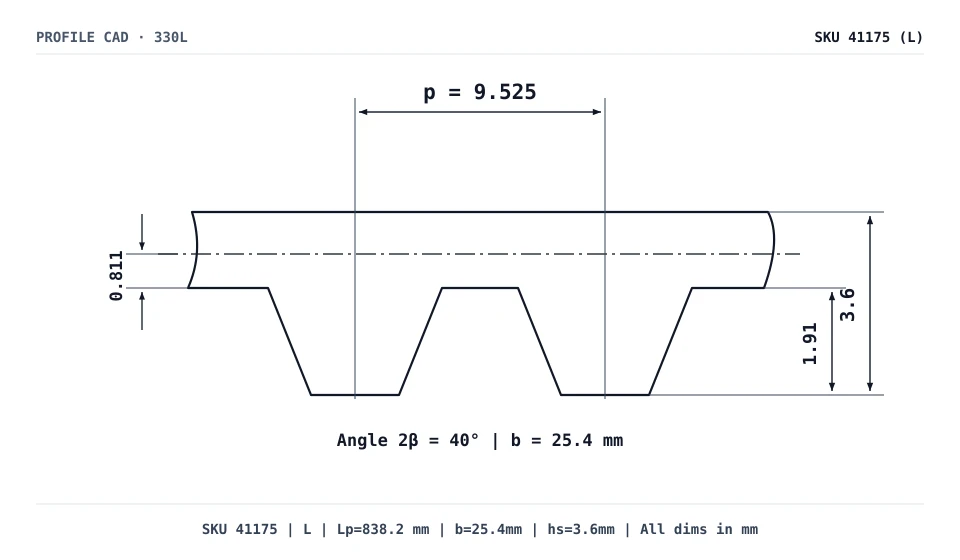 PROFILE CAD · 330L
SKU 41175 (L)
p = 9.525
0.811
3.6
1.91
Angle 2β = 40° | b = 25.4 mm
SKU 41175 | L | Lp=838.2 mm | b=25.4mm | hs=3.6mm | All dims in mm